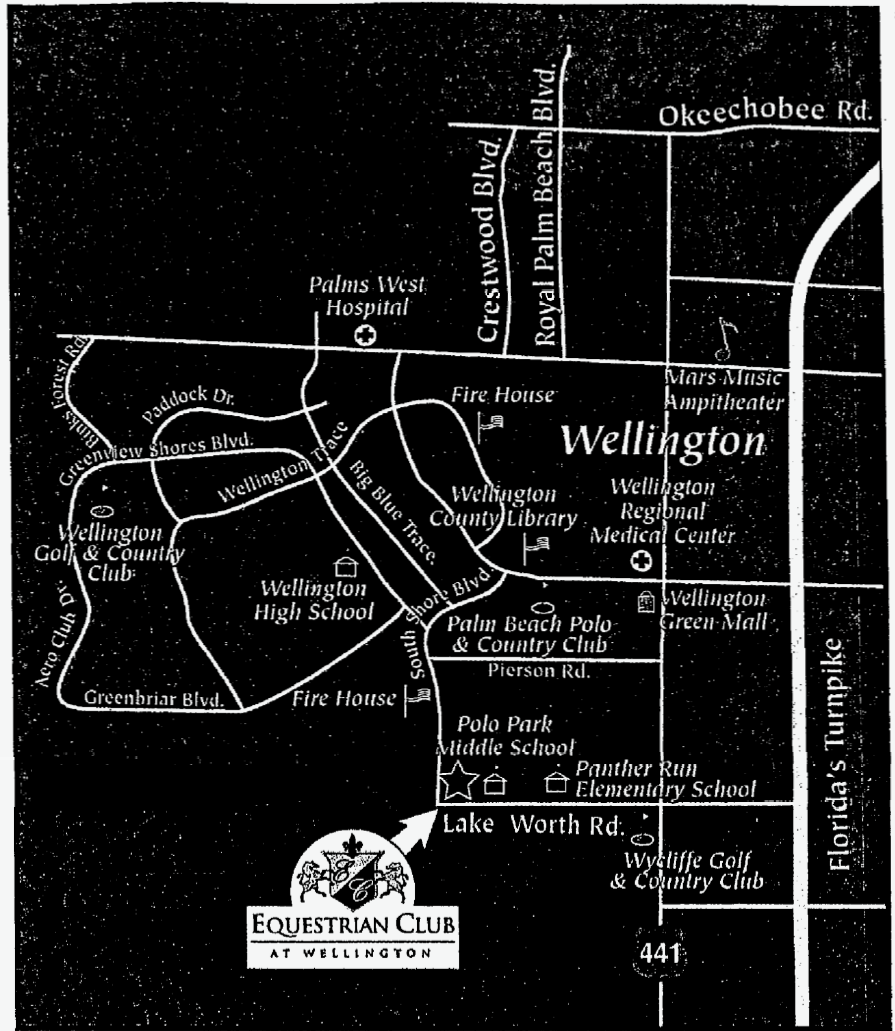 Okeechobee Rd.
Crestwood Blvd.
Royal Palm Beach Blvd.
Palms West
Hospital
Mars Music
Ampitheater
Binks Forest Rd.
Paddock Dr.
Fire House
Wellington
Greenview Shores Blvd.
Wellington Trace
Big Blue Trace.
Wellington
County Library
Wellington
Regional
Medical Center
Wellington
Golf & Country
Club
Wellington
High School
South Shore Blvd.
Palm Beach Polo
& Country Club
Wellington
Green Mall
Aero Club Dr.
Greenbriar Blvd.
Fire House
Pierson Rd.
Polo Park
Middle School
Panther Run
Elementary School
Lake Worth Rd.
Florida's Turnpike
Wycliffe Golf
& Country Club
E C
EQUESTRIAN CLUB
AT WELLINGTON
441